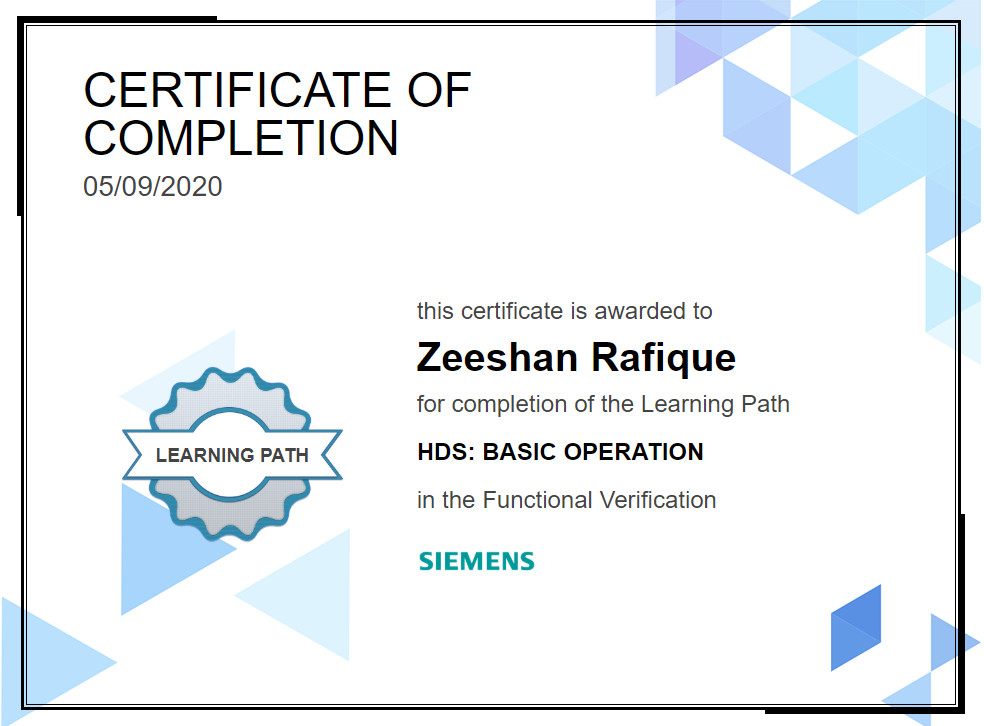 CERTIFICATE OF
COMPLETION
05/09/2020
this certificate is awarded to
Zeeshan Rafique
for completion of the Learning Path
LEARNING PATH
HDS: BASIC OPERATION
in the Functional Verification
SIEMENS